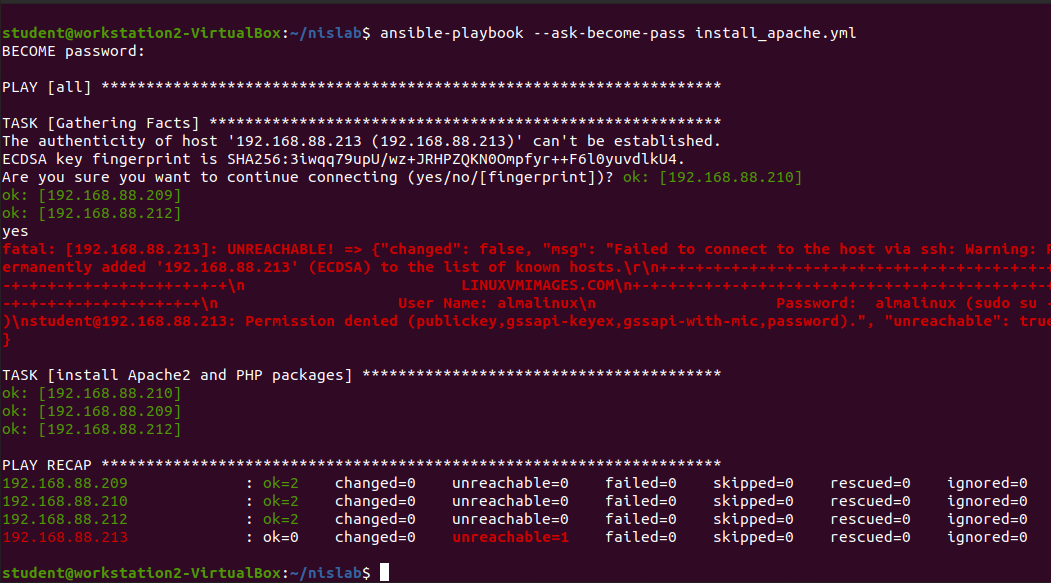 student@workstation2-VirtualBox:~/nislab$ ansible-playbook --ask-become-pass install_apache.yml
BECOME password:
PLAY [all] *********************************************************************
TASK [Gathering Facts] *********************************************************
The authenticity of host '192.168.88.213 (192.168.88.213)' can't be established.
ECDSA key fingerprint is SHA256:3iwqq79upU/wz+JRHPZQKN0Ompfyr++F6l0yuvdlkU4.
Are you sure you want to continue connecting (yes/no/[fingerprint])? ok: [192.168.88.210]
ok: [192.168.88.209]
ok: [192.168.88.212]
yes
fatal: [192.168.88.213]: UNREACHABLE! => {"changed": false, "msg": "Failed to connect to the host via ssh: Warning: P
ermanently added '192.168.88.213' (ECDSA) to the list of known hosts.\r\n+-+-+-+-+-+-+-+-+-+-+-+-+-+-+-+-+-+-+-+-+-+-
-+-+-+-+-+-+-+-+-+-+-+-+-+\n                        LINUXVMIMAGES.COM\n+-+-+-+-+-+-+-+-+-+-+-+-+-+-+-+-+-+-+-+-+-+-+-+
-+-+-+-+-+-+-+-+-+-+-+\n                    User Name: almalinux\n                    Password:  almalinux (sudo su -
)\nstudent@192.168.88.213: Permission denied (publickey,gssapi-keyex,gssapi-with-mic,password).", "unreachable": true
}
TASK [install Apache2 and PHP packages] ****************************************
ok: [192.168.88.210]
ok: [192.168.88.209]
ok: [192.168.88.212]
PLAY RECAP *********************************************************************
192.168.88.209             : ok=2    changed=0    unreachable=0    failed=0    skipped=0    rescued=0    ignored=0
192.168.88.210             : ok=2    changed=0    unreachable=0    failed=0    skipped=0    rescued=0    ignored=0
192.168.88.212             : ok=2    changed=0    unreachable=0    failed=0    skipped=0    rescued=0    ignored=0
192.168.88.213             : ok=0    changed=0    unreachable=1    failed=0    skipped=0    rescued=0    ignored=0
student@workstation2-VirtualBox:~/nislab$